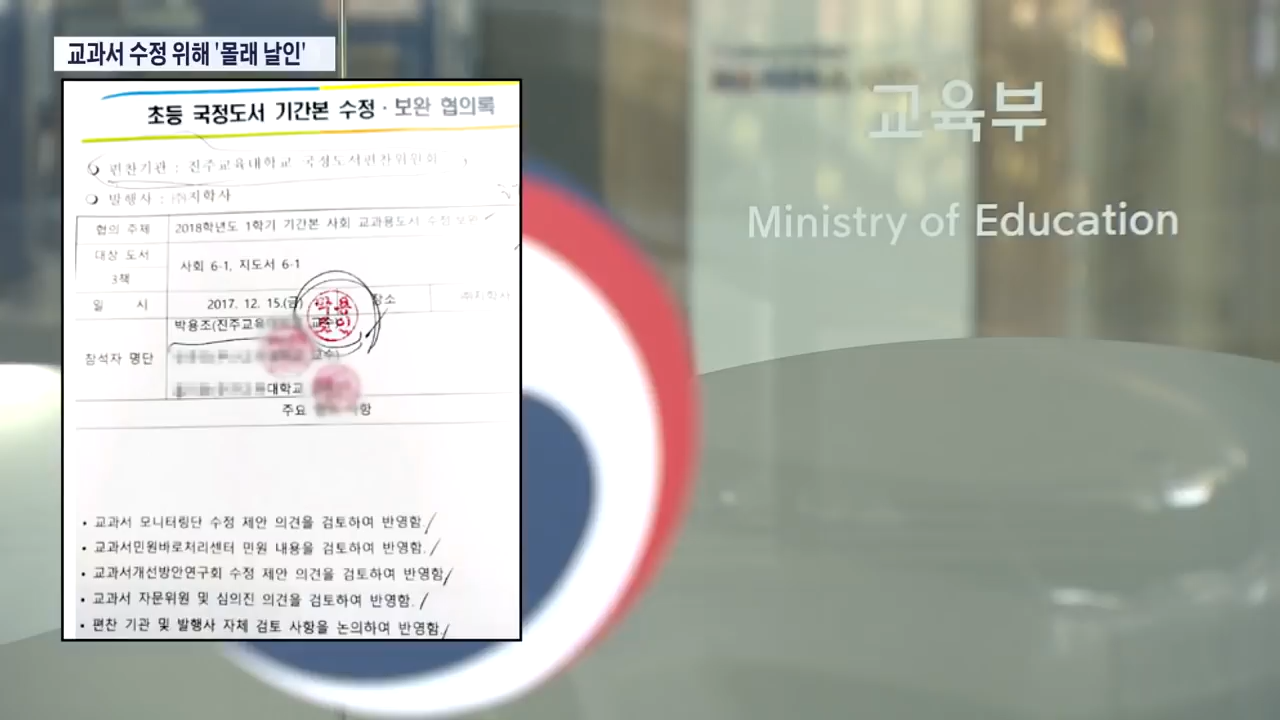 교과서 수정 위해 '몰래 날인'
초등 국정도서 기간본 수정·보완 협의록
편찬기관 : 진주교육대학교 국정도서편찬위원회
발행사 : ㈜지학사
협의 주제 2018학년도 1학기 기간본 사회 교과용도서 수정·보완
대상 도서
3책
사회 6-1, 지도서 6-1
일 시 2017. 12. 15.(금) 장소 ㈜지학사
참석자 명단
박용조(진주교육
박용
조인
교수)
대학교
주요 항
• 교과서 모니터링단 수정 제안 의견을 검토하여 반영함.
• 교과서민원바로처리센터 민원 내용을 검토하여 반영함.
• 교과서개선방안연구회 수정 제안 의견을 검토하여 반영함
• 교과서 자문위원 및 심의진 의견을 검토하여 반영함.
• 편찬 기관 및 발행사 자체 검토 사항을 논의하여 반영함
교육부
Ministry of Education